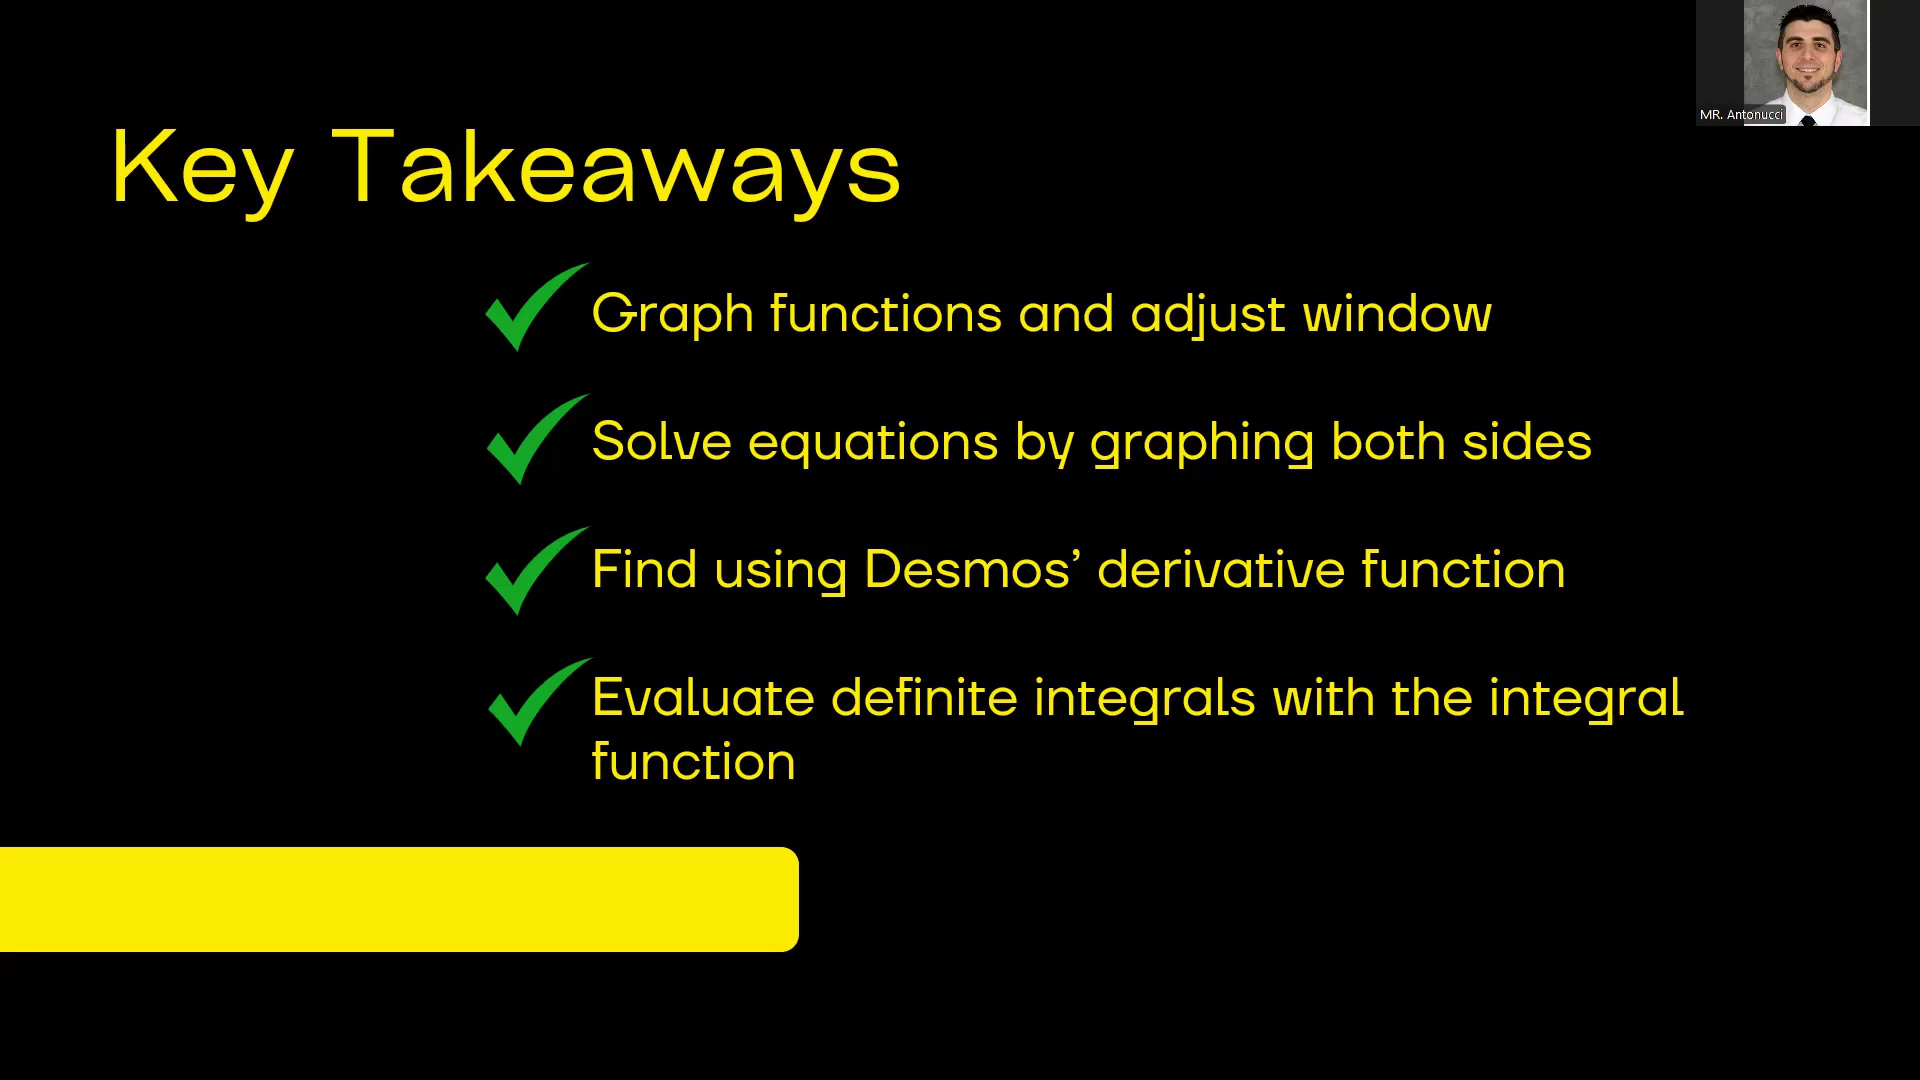 MR. Antonucci
Key Takeaways
Graph functions and adjust window
Solve equations by graphing both sides
Find using Desmos’ derivative function
Evaluate definite integrals with the integral
function